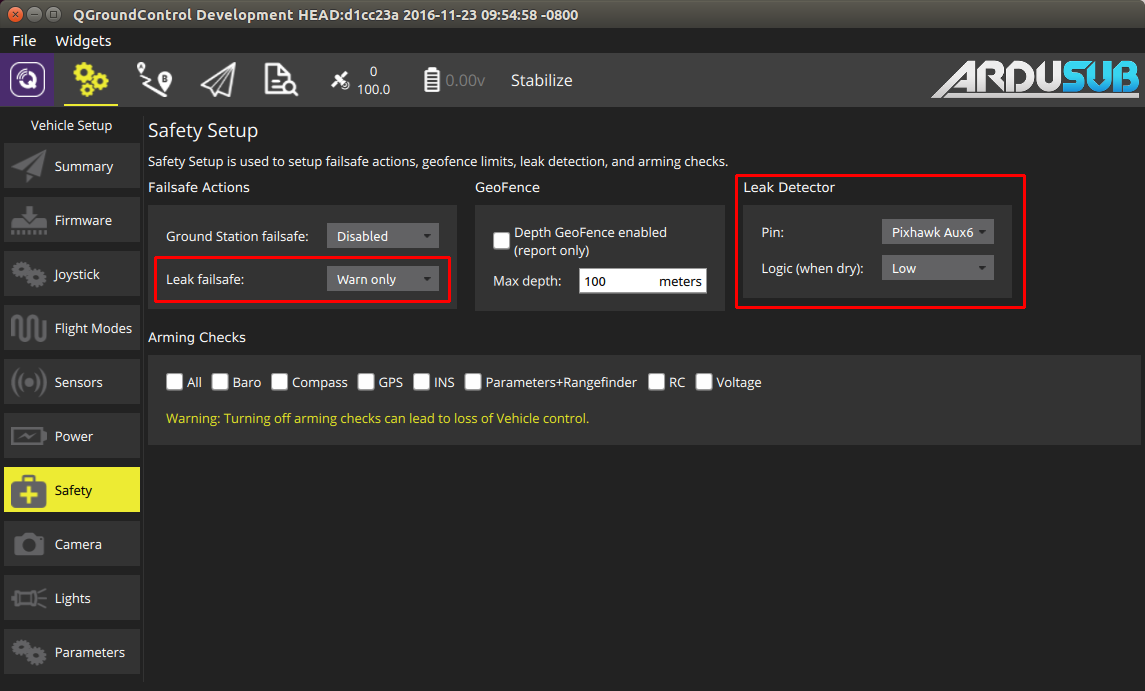 QGroundControl Development HEAD:d1cc23a 2016-11-23 09:54:58 -0800
File Widgets
A B 0 100.0 0.00v Stabilize ARDUSUB
Vehicle Setup
Summary
Firmware
Joystick
Flight Modes
Sensors
Power
Safety
Camera
Lights
Parameters
Safety Setup
Safety Setup is used to setup failsafe actions, geofence limits, leak detection, and arming checks.
Failsafe Actions
Ground Station failsafe: Disabled
Leak failsafe: Warn only
GeoFence
Depth GeoFence enabled
(report only)
Max depth: 100 meters
Leak Detector
Pin: Pixhawk Aux6
Logic (when dry): Low
Arming Checks
All Baro Compass GPS INS Parameters+Rangefinder RC Voltage
Warning: Turning off arming checks can lead to loss of Vehicle control.